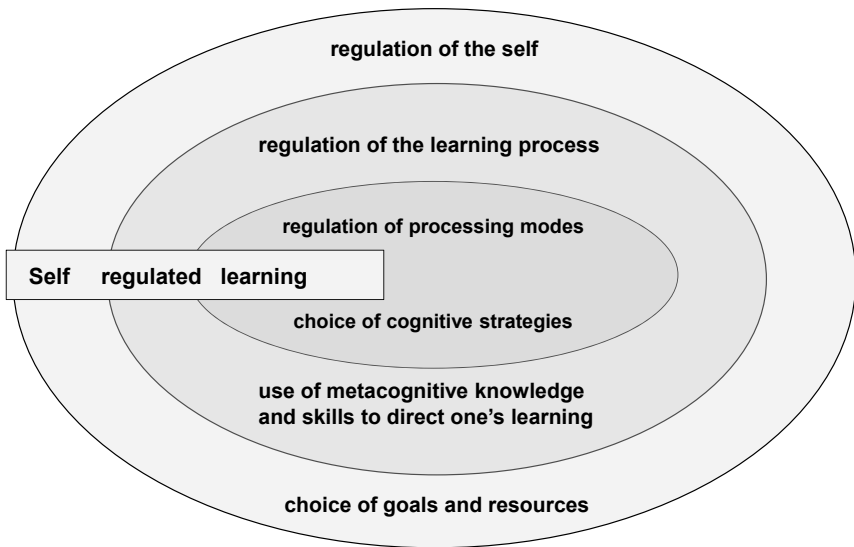 regulation of the self
regulation of the learning process
regulation of processing modes
Self regulated learning
choice of cognitive strategies
use of metacognitive knowledge
and skills to direct one’s learning
choice of goals and resources